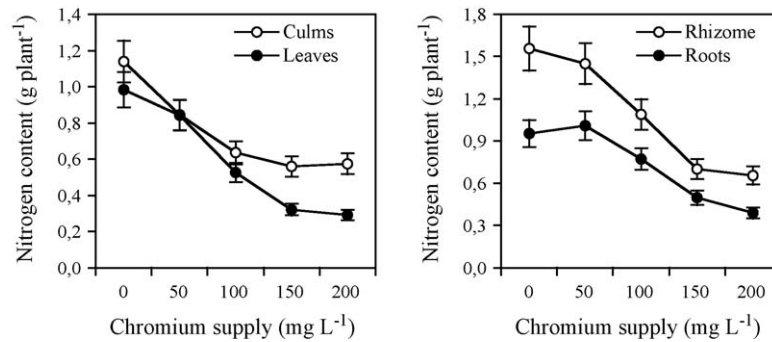 1,4
1,2
1,0
0,8
0,6
0,4
0,2
0,0
Nitrogen content (g plant⁻¹)
Culms
Leaves
0 50 100 150 200
Chromium supply (mg L⁻¹)
1,8
1,5
1,2
0,9
0,6
0,3
0,0
Nitrogen content (g plant⁻¹)
Rhizome
Roots
0 50 100 150 200
Chromium supply (mg L⁻¹)